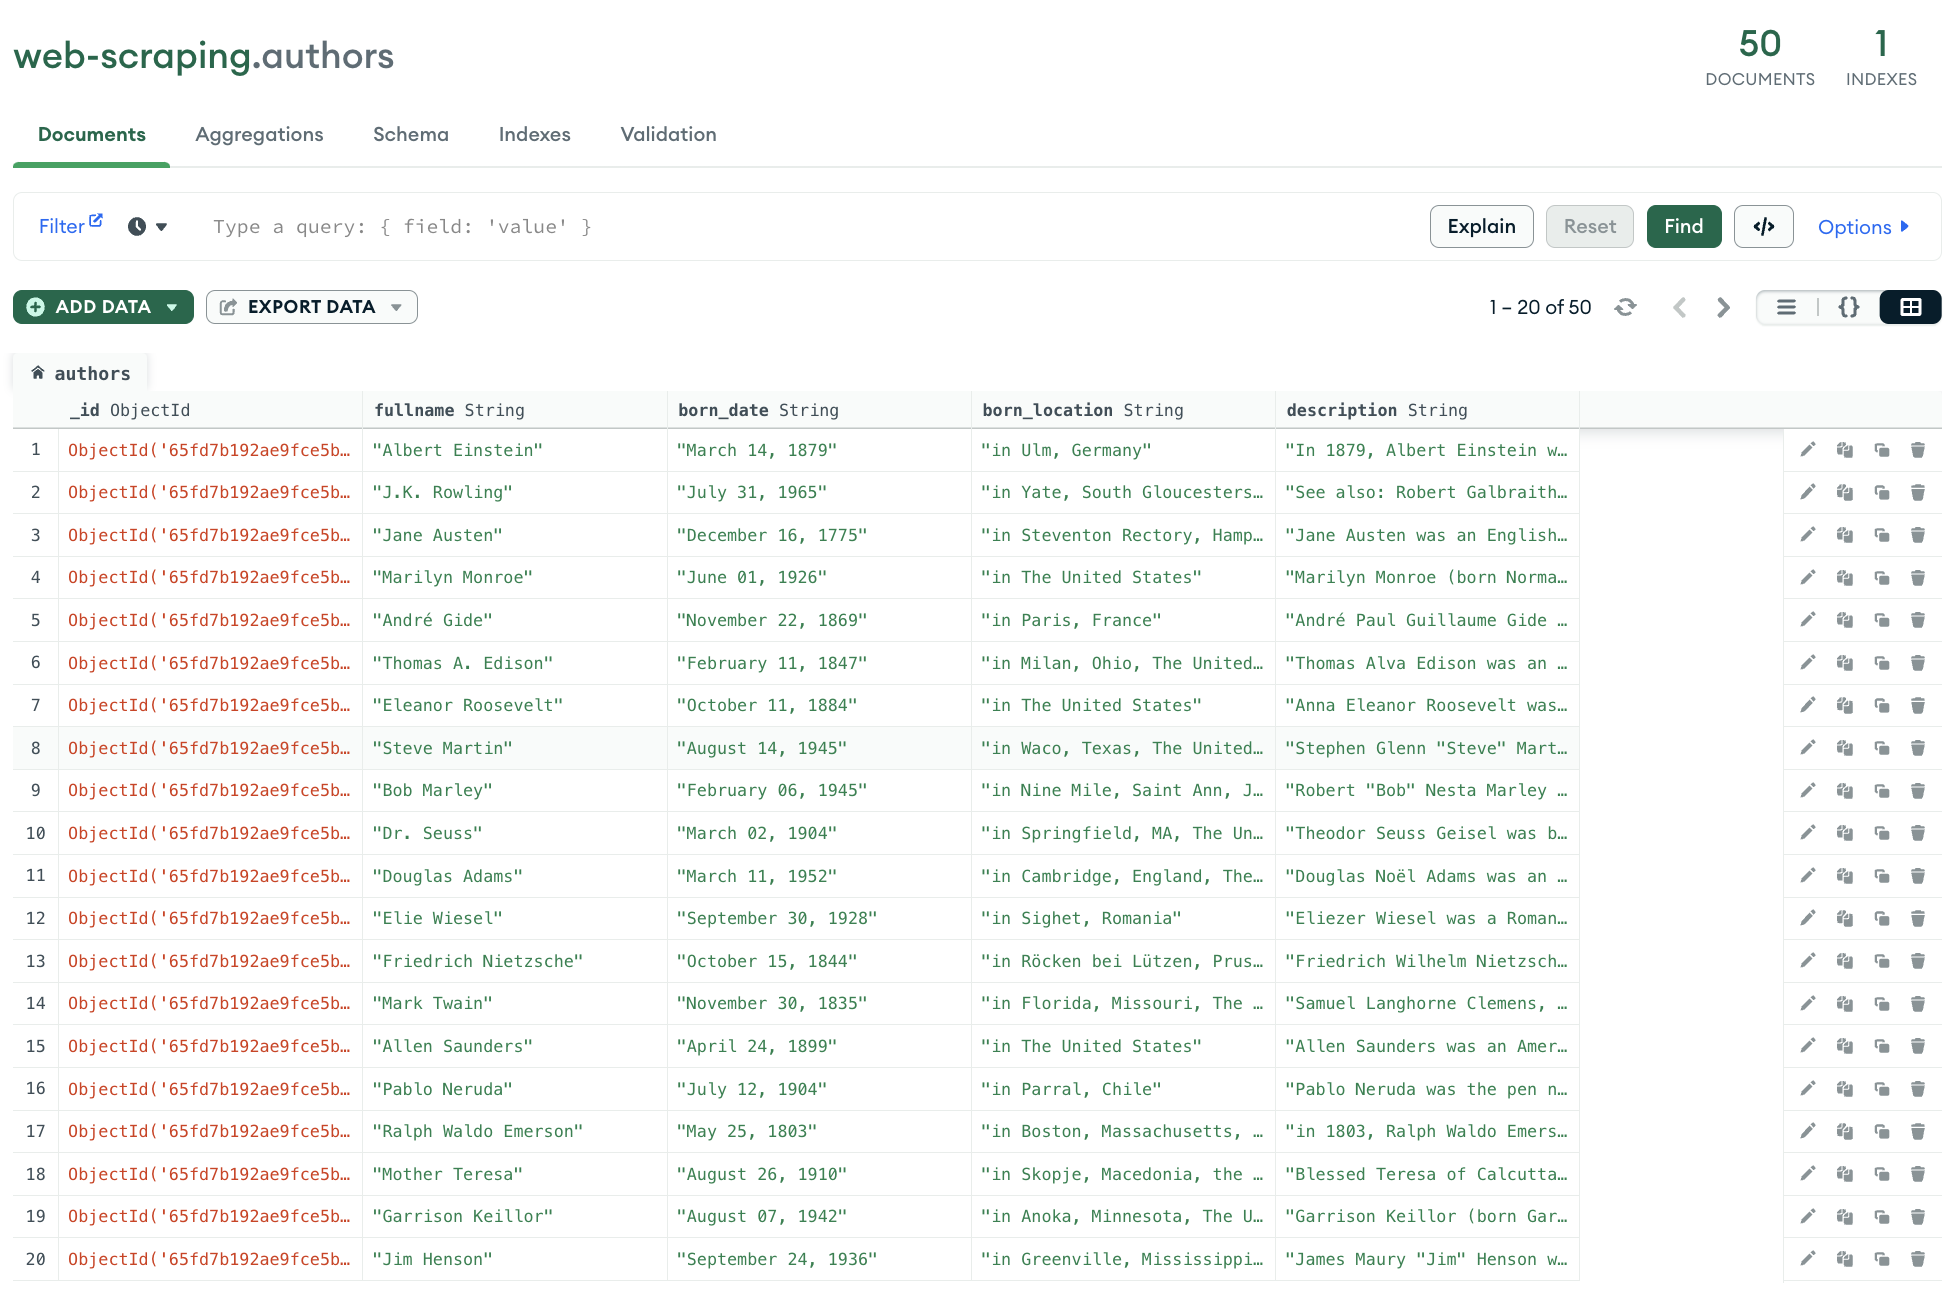 web-scraping.authors
50 1
DOCUMENTS INDEXES
Documents Aggregations Schema Indexes Validation
Filter Type a query: { field: 'value' } Explain Reset Find </> Options
ADD DATA EXPORT DATA 1 – 20 of 50 {}
authors
_id ObjectId fullname String born_date String born_location String description String
1 ObjectId('65fd7b192ae9fce5b… "Albert Einstein" "March 14, 1879" "in Ulm, Germany" "In 1879, Albert Einstein w…
2 ObjectId('65fd7b192ae9fce5b… "J.K. Rowling" "July 31, 1965" "in Yate, South Gloucesters… "See also: Robert Galbraith…
3 ObjectId('65fd7b192ae9fce5b… "Jane Austen" "December 16, 1775" "in Steventon Rectory, Hamp… "Jane Austen was an English…
4 ObjectId('65fd7b192ae9fce5b… "Marilyn Monroe" "June 01, 1926" "in The United States" "Marilyn Monroe (born Norma…
5 ObjectId('65fd7b192ae9fce5b… "André Gide" "November 22, 1869" "in Paris, France" "André Paul Guillaume Gide …
6 ObjectId('65fd7b192ae9fce5b… "Thomas A. Edison" "February 11, 1847" "in Milan, Ohio, The United… "Thomas Alva Edison was an …
7 ObjectId('65fd7b192ae9fce5b… "Eleanor Roosevelt" "October 11, 1884" "in The United States" "Anna Eleanor Roosevelt was…
8 ObjectId('65fd7b192ae9fce5b… "Steve Martin" "August 14, 1945" "in Waco, Texas, The United… "Stephen Glenn "Steve" Mart…
9 ObjectId('65fd7b192ae9fce5b… "Bob Marley" "February 06, 1945" "in Nine Mile, Saint Ann, J… "Robert "Bob" Nesta Marley …
10 ObjectId('65fd7b192ae9fce5b… "Dr. Seuss" "March 02, 1904" "in Springfield, MA, The Un… "Theodor Seuss Geisel was b…
11 ObjectId('65fd7b192ae9fce5b… "Douglas Adams" "March 11, 1952" "in Cambridge, England, The… "Douglas Noël Adams was an …
12 ObjectId('65fd7b192ae9fce5b… "Elie Wiesel" "September 30, 1928" "in Sighet, Romania" "Eliezer Wiesel was a Roman…
13 ObjectId('65fd7b192ae9fce5b… "Friedrich Nietzsche" "October 15, 1844" "in Röcken bei Lützen, Prus… "Friedrich Wilhelm Nietzsch…
14 ObjectId('65fd7b192ae9fce5b… "Mark Twain" "November 30, 1835" "in Florida, Missouri, The … "Samuel Langhorne Clemens, …
15 ObjectId('65fd7b192ae9fce5b… "Allen Saunders" "April 24, 1899" "in The United States" "Allen Saunders was an Amer…
16 ObjectId('65fd7b192ae9fce5b… "Pablo Neruda" "July 12, 1904" "in Parral, Chile" "Pablo Neruda was the pen n…
17 ObjectId('65fd7b192ae9fce5b… "Ralph Waldo Emerson" "May 25, 1803" "in Boston, Massachusetts, … "in 1803, Ralph Waldo Emers…
18 ObjectId('65fd7b192ae9fce5b… "Mother Teresa" "August 26, 1910" "in Skopje, Macedonia, the … "Blessed Teresa of Calcutta…
19 ObjectId('65fd7b192ae9fce5b… "Garrison Keillor" "August 07, 1942" "in Anoka, Minnesota, The U… "Garrison Keillor (born Gar…
20 ObjectId('65fd7b192ae9fce5b… "Jim Henson" "September 24, 1936" "in Greenville, Mississippi… "James Maury "Jim" Henson w…